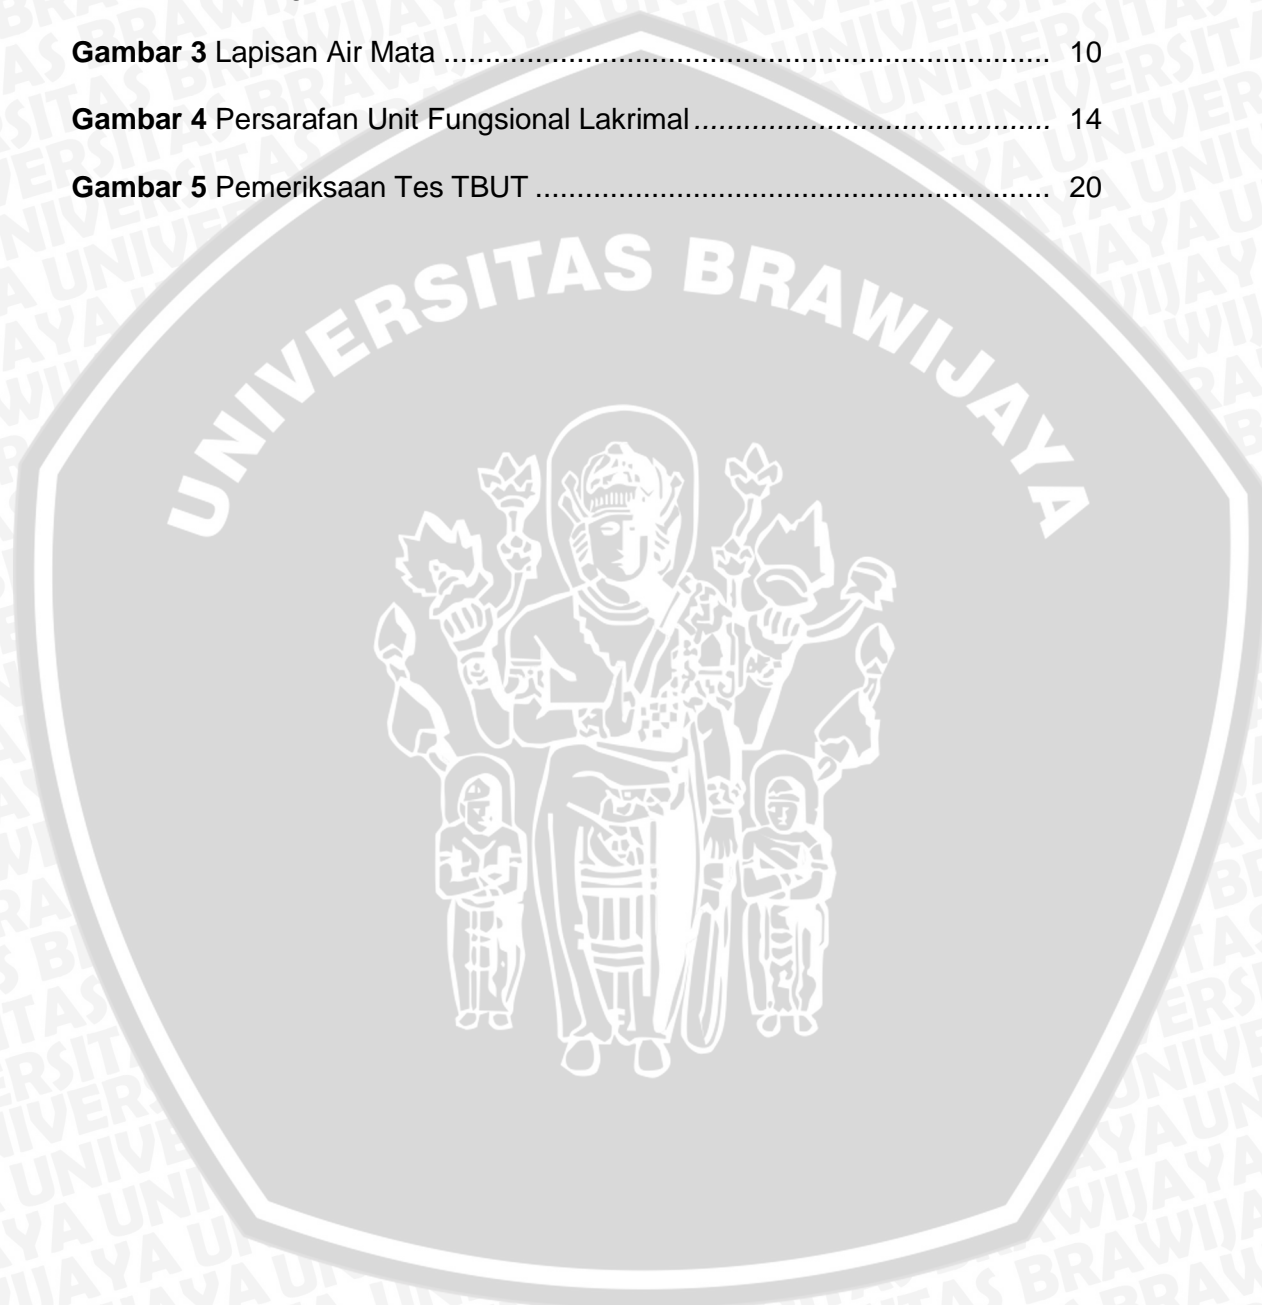 Gambar 3 Lapisan Air Mata .......................................................................... 10
Gambar 4 Persarafan Unit Fungsional Lakrimal ........................................... 14
Gambar 5 Pemeriksaan Tes TBUT .............................................................. 20
UNIVERSITAS BRAWIJAYA